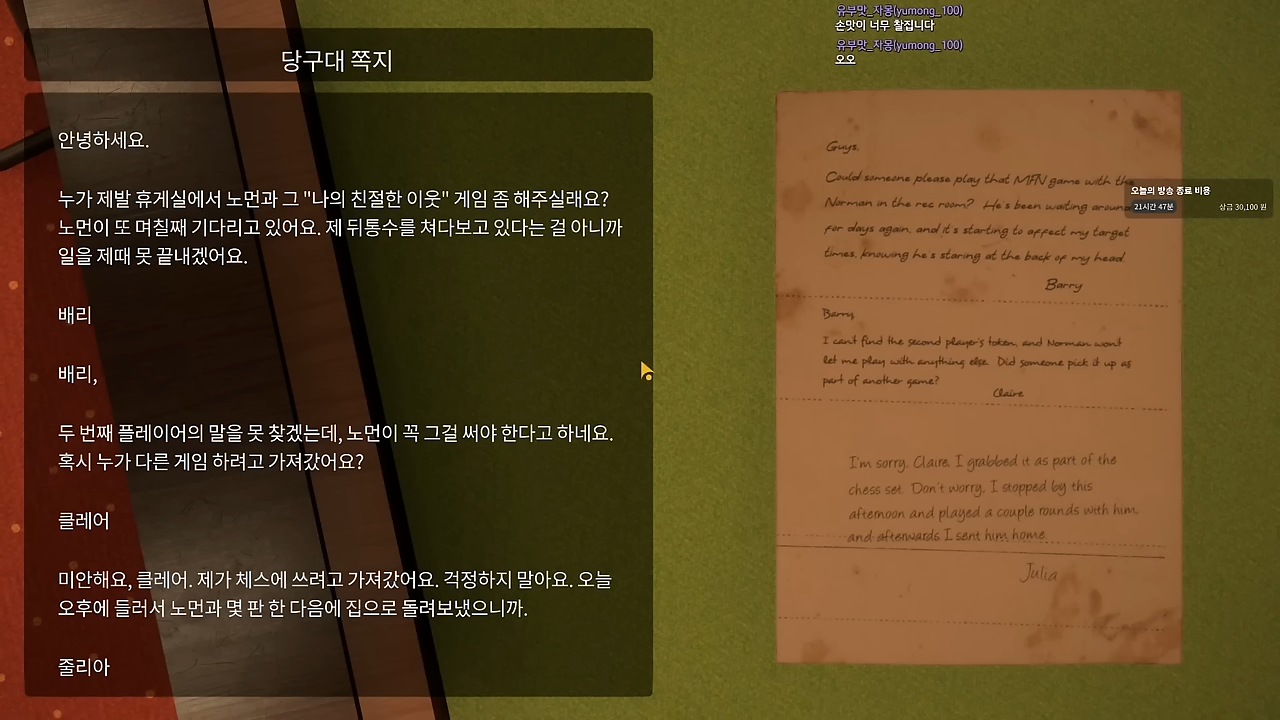 유부맛_자몽(yumong_100)
손맛이 너무 찰집니다
유부맛_자몽(yumong_100)
오오
당구대 쪽지
안녕하세요.
누가 제발 휴게실에서 노먼과 그 "나의 친절한 이웃" 게임 좀 해주실래요?
노먼이 또 며칠째 기다리고 있어요. 제 뒤통수를 쳐다보고 있다는 걸 아니까
일을 제때 못 끝내겠어요.
배리
배리,
두 번째 플레이어의 말을 못 찾겠는데, 노먼이 꼭 그걸 써야 한다고 하네요.
혹시 누가 다른 게임 하려고 가져갔어요?
클레어
미안해요, 클레어. 제가 체스에 쓰려고 가져갔어요. 걱정하지 말아요. 오늘
오후에 들러서 노먼과 몇 판 한 다음에 집으로 돌려보냈으니까.
줄리아
Guys,
Could someone please play that MFN game with the
Norman in the rec room? He's been waiting around
for days again, and it's starting to affect my target
times, knowing he's staring at the back of my head.
Barry
Barry,
I can't find the second player's token, and Norman won't
let me play with anything else. Did someone pick it up as
part of another game?
Claire
I'm sorry, Claire. I grabbed it as part of the
chess set. Don't worry, I stopped by this
afternoon and played a couple rounds with him,
and afterwards I sent him home.
Julia
오늘의 방송 종료 비용
21시간 47분
상금 30,100 원